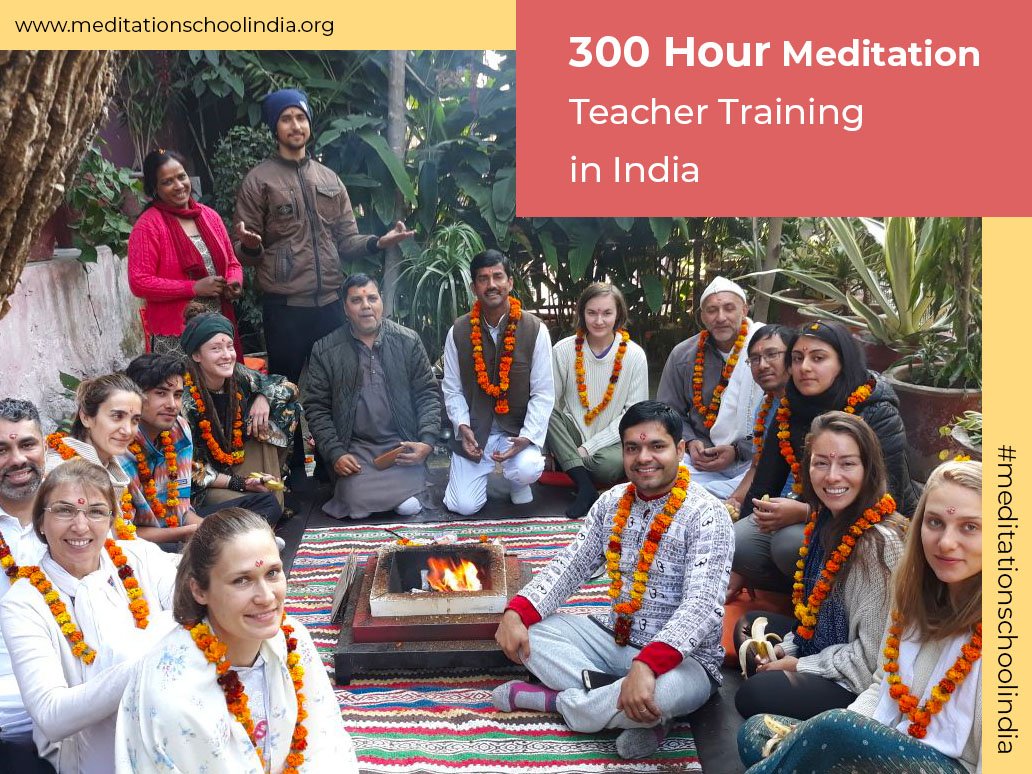 www.meditationschoolindia.org
300 Hour Meditation
Teacher Training
in India
#meditationschoolindia